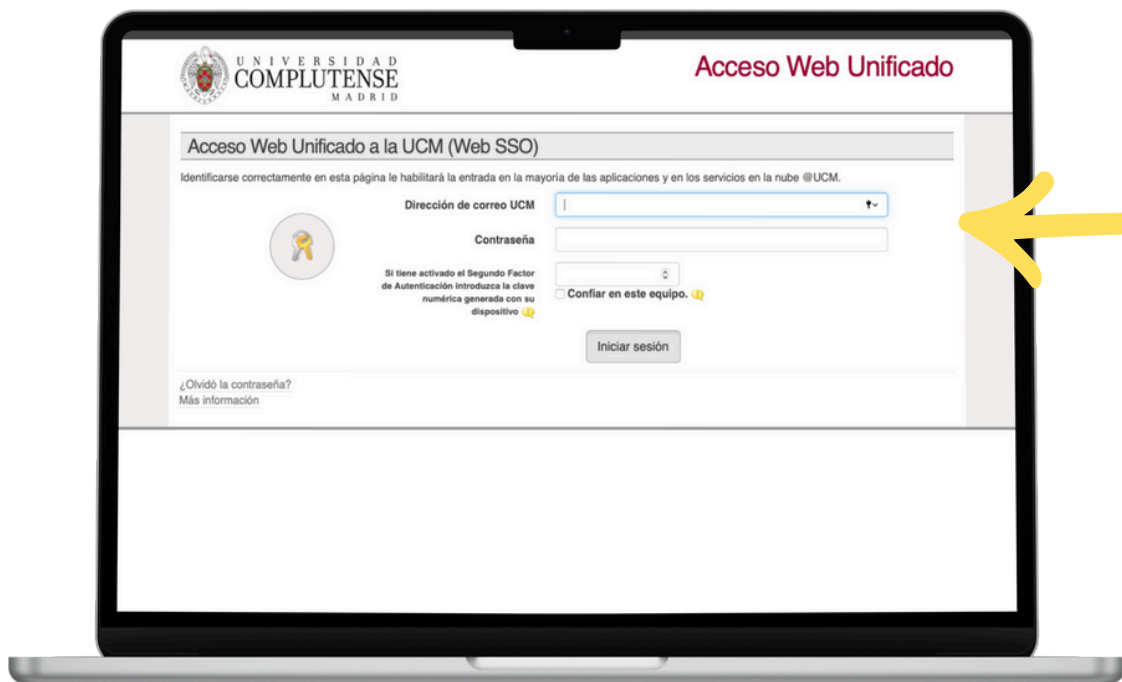 UNIVERSIDAD
COMPLUTENSE
MADRID
Acceso Web Unificado
Acceso Web Unificado a la UCM (Web SSO)
Identificarse correctamente en esta página le habilitará la entrada en la mayoría de las aplicaciones y en los servicios en la nube @UCM.
Dirección de correo UCM
Contraseña
Si tiene activado el Segundo Factor
de Autenticación introduzca la clave
numérica generada con su
dispositivo
Confiar en este equipo.
Iniciar sesión
¿Olvidó la contraseña?
Más información